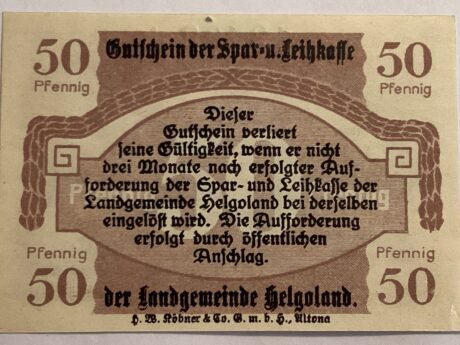 50 Gutschein der Spar- u. Leihkasse 50
Pfennig Pfennig
Dieser
Gutschein verliert
seine Gültigkeit, wenn er nicht
drei Monate nach erfolgter Auf-
forderung der Spar- und Leihkasse der
Landgemeinde Helgoland bei derselben
eingelöst wird. Die Aufforderung
erfolgt durch öffentlichen
Anschlag.
Pfennig Pfennig
50 der Landgemeinde Helgoland. 50
H. W. Köbner & Co. G. m. b. H., Altona